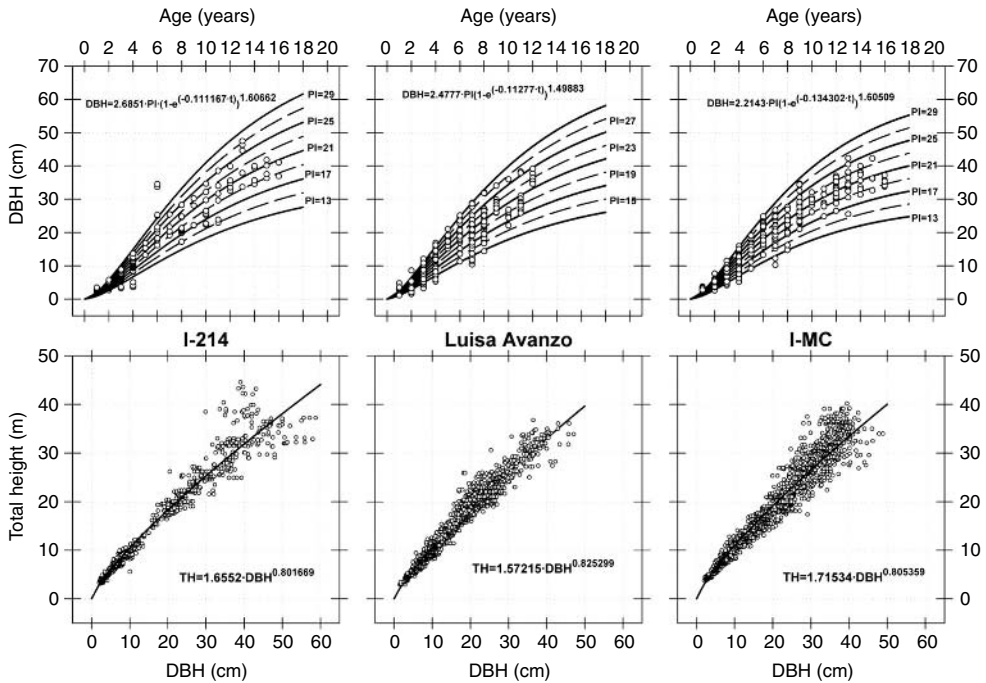 Age (years) Age (years) Age (years)
0 2 4 6 8 10 12 14 16 18 20 0 2 4 6 8 10 12 14 16 18 20 0 2 4 6 8 10 12 14 16 18 20
70 70
60 60
50 50
40 40
30 30
20 20
10 10
0 0
DBH (cm)
DBH=2.6851·PI·(1-e(-0.111167·t))1.60662
PI=29
PI=25
PI=21
PI=17
PI=13
DBH=2.4777·PI(1-e(-0.11277·t))1.49883
PI=27
PI=23
PI=19
PI=15
DBH=2.2143·PI(1-e(-0.134302·t))1.60509
PI=29
PI=25
PI=21
PI=17
PI=13
I-214 Luisa Avanzo I-MC
50 50
40 40
30 30
20 20
10 10
0 0
Total height (m)
TH=1.6552·DBH0.801669
TH=1.57215·DBH0.825299
TH=1.71534·DBH0.805359
0 10 20 30 40 50 60 0 10 20 30 40 50 60 0 10 20 30 40 50 60
DBH (cm) DBH (cm) DBH (cm)